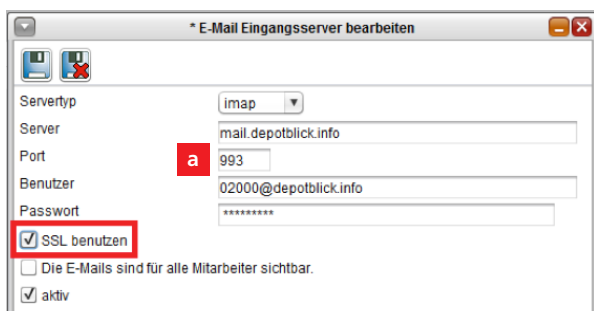 * E-Mail Eingangsserver bearbeiten
Servertyp imap
Server mail.depotblick.info
Port a 993
Benutzer 02000@depotblick.info
Passwort *********
SSL benutzen
Die E-Mails sind für alle Mitarbeiter sichtbar.
aktiv